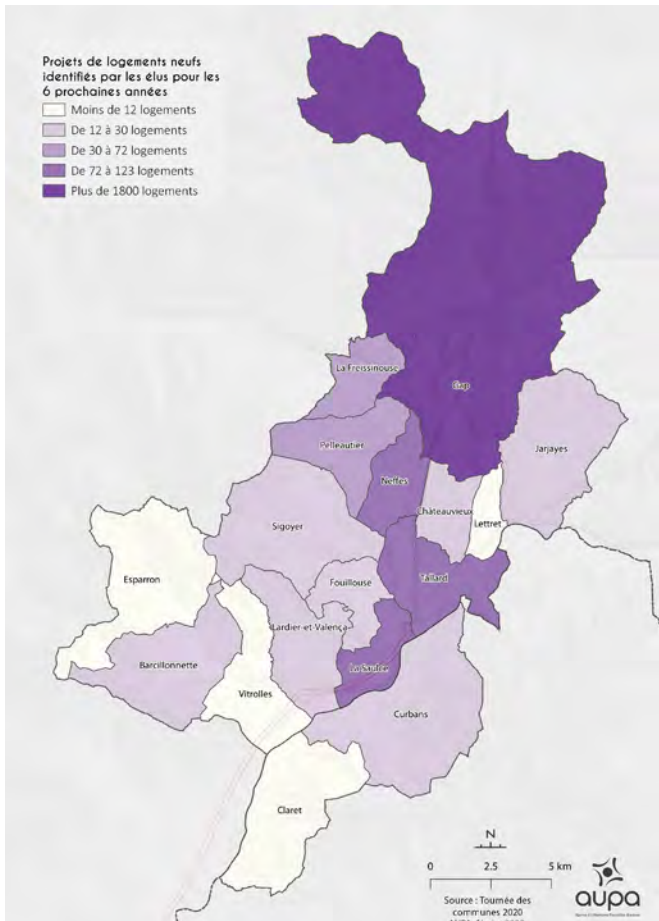 Projets de logements neufs
identifiés par les élus pour les
6 prochaines années
Moins de 12 logements
De 12 à 30 logements
De 30 à 72 logements
De 72 à 123 logements
Plus de 1800 logements
La Freissinouse
Gap
Pelleautier
Jarjayes
Neffes
Châteauvieux
Lettret
Sigoyer
Esparron
Fouillouse
Tallard
Lardier-et-Valença
Barcillonnette
La Saulce
Vitrolles
Curbans
Claret
N
0 2.5 5 km
Source : Tournée des
communes 2020
aupa